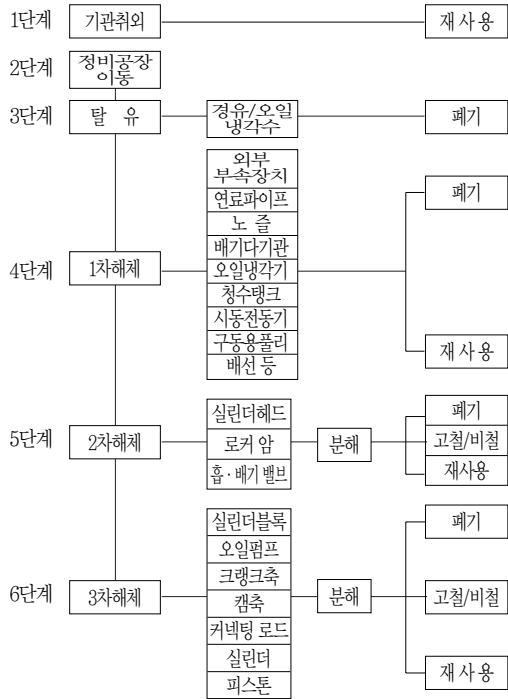 1단계 기관취외 재사용
2단계 정비공장
이동
3단계 탈 유 경유/오일
냉각수 폐기
외부
부속장치
폐기
연료파이프
노 즐
배기다기관
4단계 1차해체 오일냉각기
청수탱크
시동전동기
구동용풀리
재사용
배선 등
실린더헤드 폐기
5단계 2차해체 로커 암 분해 고철/비철
흡·배기 밸브 재사용
실린더블록 폐기
오일펌프
크랭크축
6단계 3차해체 캠축 분해 고철/비철
커넥팅 로드
실린더
재사용
피스톤